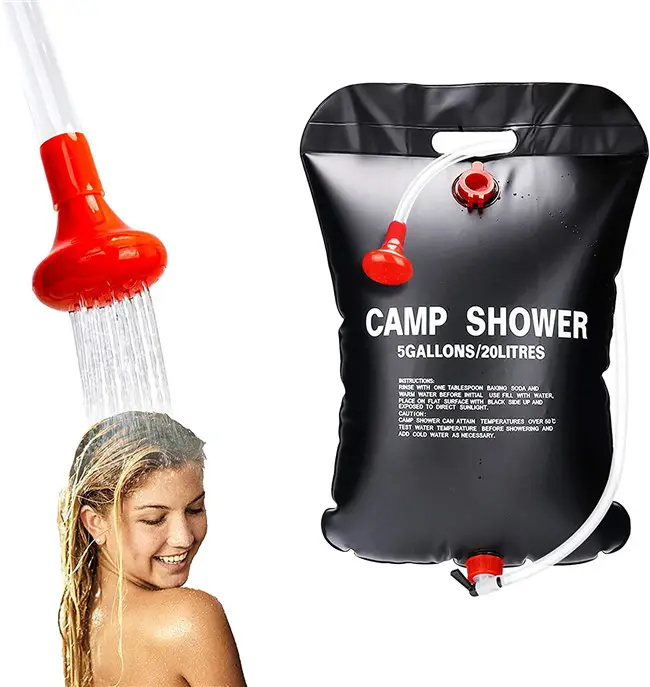 CAMP SHOWER
5GALLONS/20LITRES
INSTRUCTIONS:
RINSE WITH ONE TABLESPOON BAKING SODA AND
WARM WATER BEFORE INITIAL USE FILL WITH WATER,
PLACE ON FLAT SURFACE WITH BLACK SIDE UP AND
EXPOSED TO DIRECT SUNLIGHT.
CAUTION:
CAMP SHOWER CAN ATTAIN TEMPERATURES OVER 60℃
TEST WATER TEMPERATURE BEFORE SHOWERING AND
ADD COLD WATER AS NECESSARY.